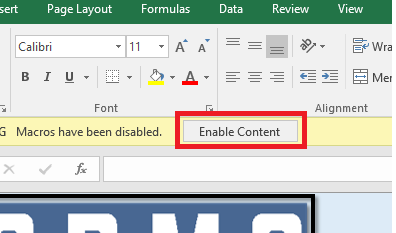 sert Page Layout Formulas Data Review View
Calibri 11 A A Wra
B I U A Mer
Font Alignment
G Macros have been disabled. Enable Content
fx